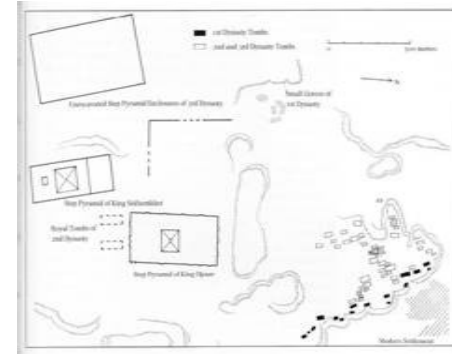 1st Dynasty Tombs
2nd and 3rd Dynasty Tombs
Unexcavated Step Pyramid Enclosure of 3rd Dynasty
Small Graves of
1st Dynasty
Step Pyramid of King Sekhemkhet
Royal Tombs of
2nd Dynasty
Step Pyramid of King Djoser
Modern Settlement